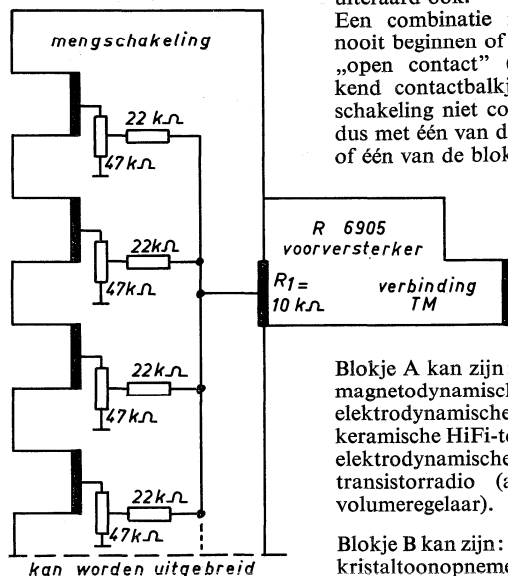 mengschakeling
22 kΩ
47kΩ
22kΩ
47kΩ
22kΩ
47kΩ
22kΩ
47kΩ
kan worden uitgebreid
R 6905
voorversterker
R1=
10 kΩ
verbinding
TM
uiteraard ook.
Een combinatie
nooit beginnen of
„open contact"
kend contactbalkj
schakeling niet co
dus met één van d
of één van de blok
Blokje A kan zijn:
magnetodynamisch
elektrodynamische
keramische HiFi-to
elektrodynamische
transistorradio (a
volumeregelaar).
Blokje B kan zijn:
kristaltoonopneme